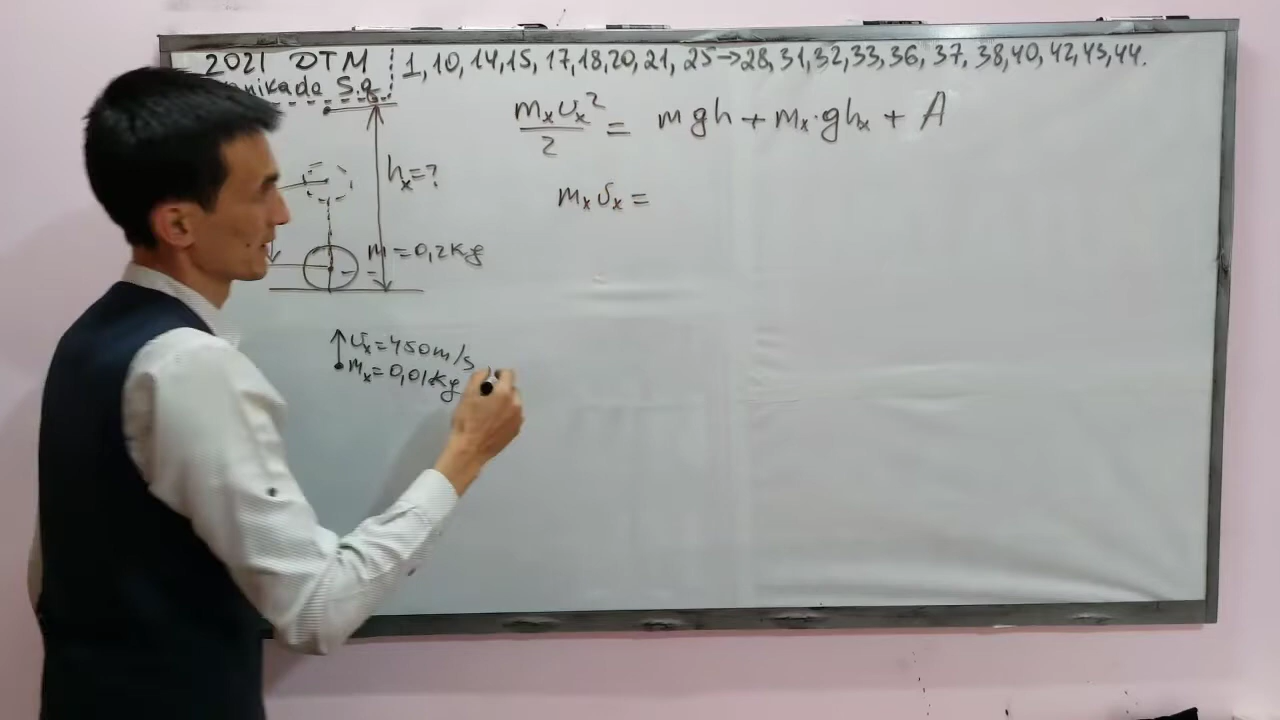 2021 DTM 1, 10, 14, 15, 17, 18, 20, 21, 25→28, 31, 32, 33, 36, 37, 38, 40, 42, 43, 44.
S.q
mₓυₓ²/2 = mgh + mₓ·ghₓ + A
hₓ=?
mₓυₓ =
m = 0,2kg
υₓ=450m/s
mₓ=0,01kg